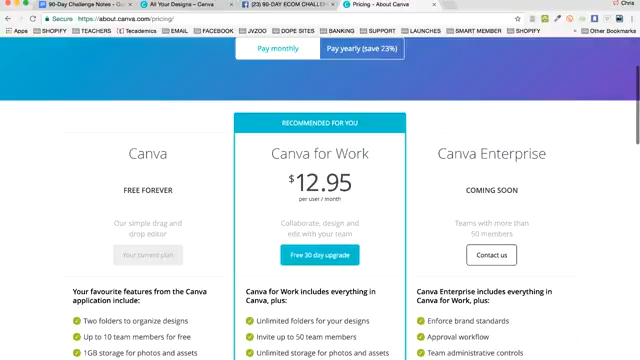 90-Day Challenge Notes - Go
All Your Designs – Canva
(23) 90-DAY ECOM CHALLE
Pricing - About Canva
Chris
Secure
https://about.canva.com/pricing/
Apps
SHOPIFY
TEACHERS
Tecademics
EMAIL
FACEBOOK
JVZOO
DOPE SITES
BANKING
SUPPORT
LAUNCHES
SMART MEMBER
SHOPIFY
Other Bookmarks
Pay monthly
Pay yearly (save 23%)
RECOMMENDED FOR YOU
Canva
FREE FOREVER
Our simple drag and
drop editor
Your current plan
Your favourite features from the Canva
application include:
Two folders to organize designs
Up to 10 team members for free
1GB storage for photos and assets
Canva for Work
$12.95
per user / month
Collaborate, design and
edit with your team
Free 30 day upgrade
Canva for Work includes everything in
Canva, plus:
Unlimited folders for your designs
Invite up to 50 team members
Unlimited storage for photos and assets
Canva Enterprise
COMING SOON
Teams with more than
50 members
Contact us
Canva Enterprise includes everything in
Canva for Work, plus:
Enforce brand standards
Approval workflow
Team administrative controls